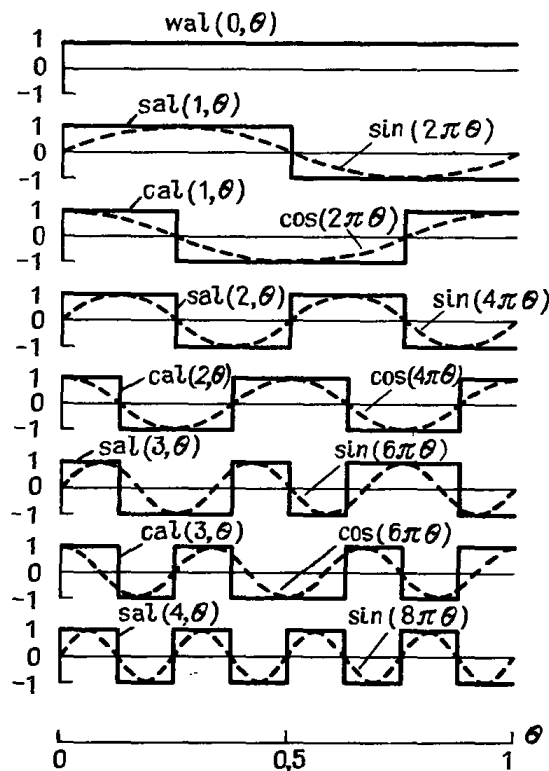 wal(0,θ)
1
0
-1
sal(1,θ)
1
0
-1
sin(2πθ)
cal(1,θ)
1
0
-1
cos(2πθ)
1
0
-1
sal(2,θ)
sin(4πθ)
1
0
-1
cal(2,θ)
cos(4πθ)
sal(3,θ)
1
0
-1
sin(6πθ)
cal(3,θ)
1
0
-1
cos(6πθ)
sal(4,θ)
1
0
-1
sin(8πθ)
0 0,5 1 θ